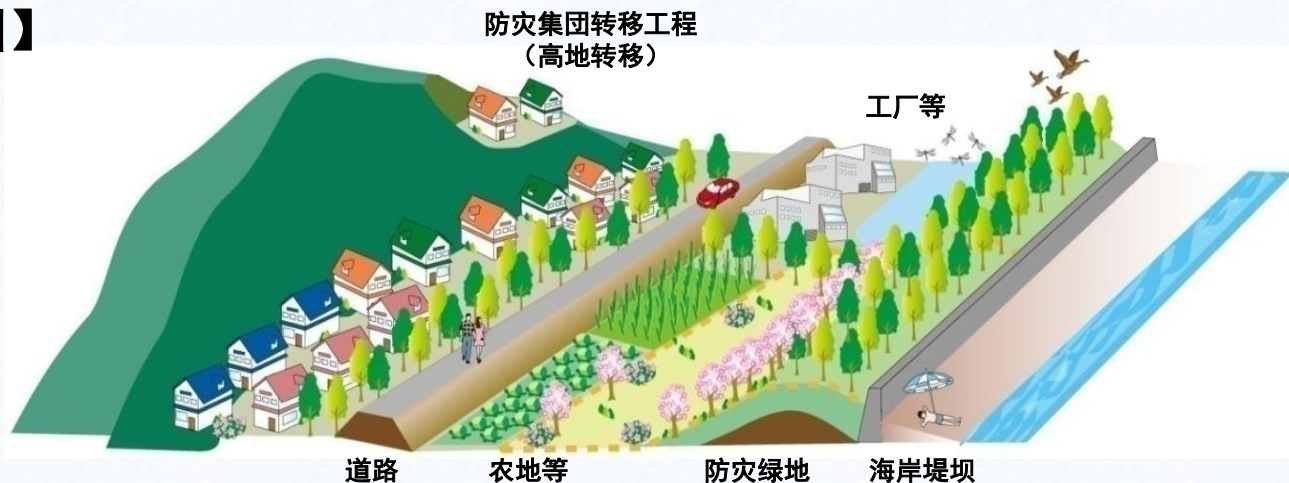 】
防灾集团转移工程
（高地转移）
工厂等
道路
农地等
防灾绿地
海岸堤坝